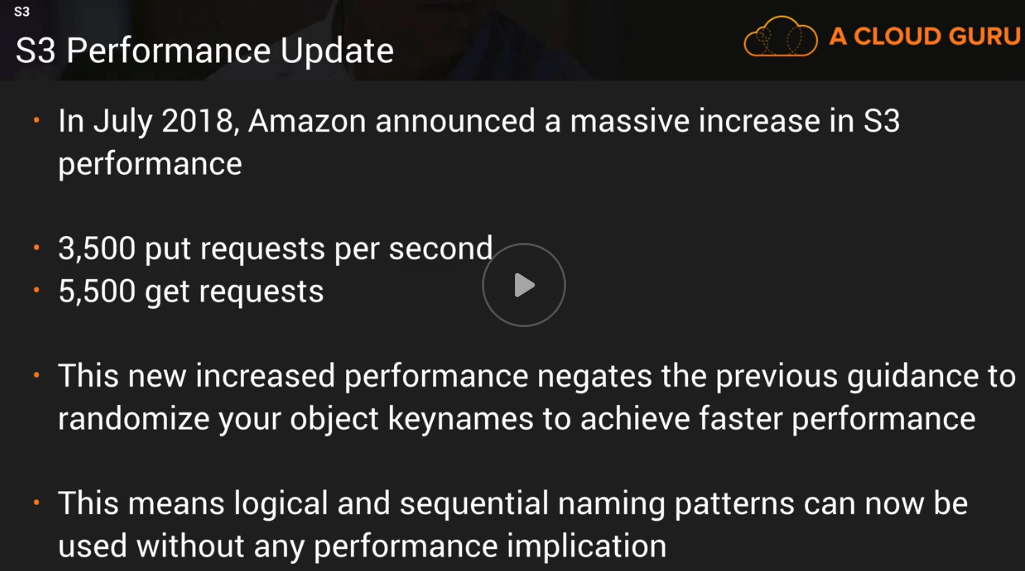 S3
S3 Performance Update
A CLOUD GURU
• In July 2018, Amazon announced a massive increase in S3
performance
• 3,500 put requests per second
• 5,500 get requests
• This new increased performance negates the previous guidance to
randomize your object keynames to achieve faster performance
• This means logical and sequential naming patterns can now be
used without any performance implication